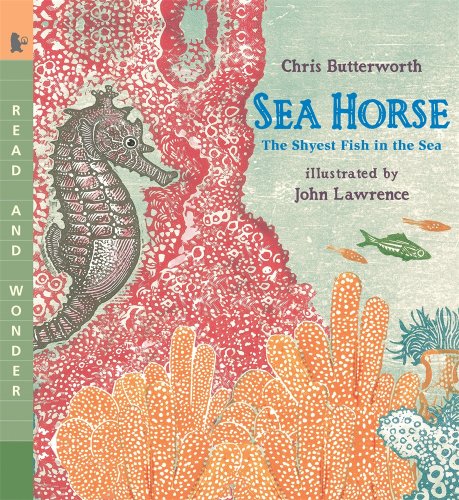 READ AND WONDER
Chris Butterworth
SEA HORSE
The Shyest Fish in the Sea
illustrated by
John Lawrence